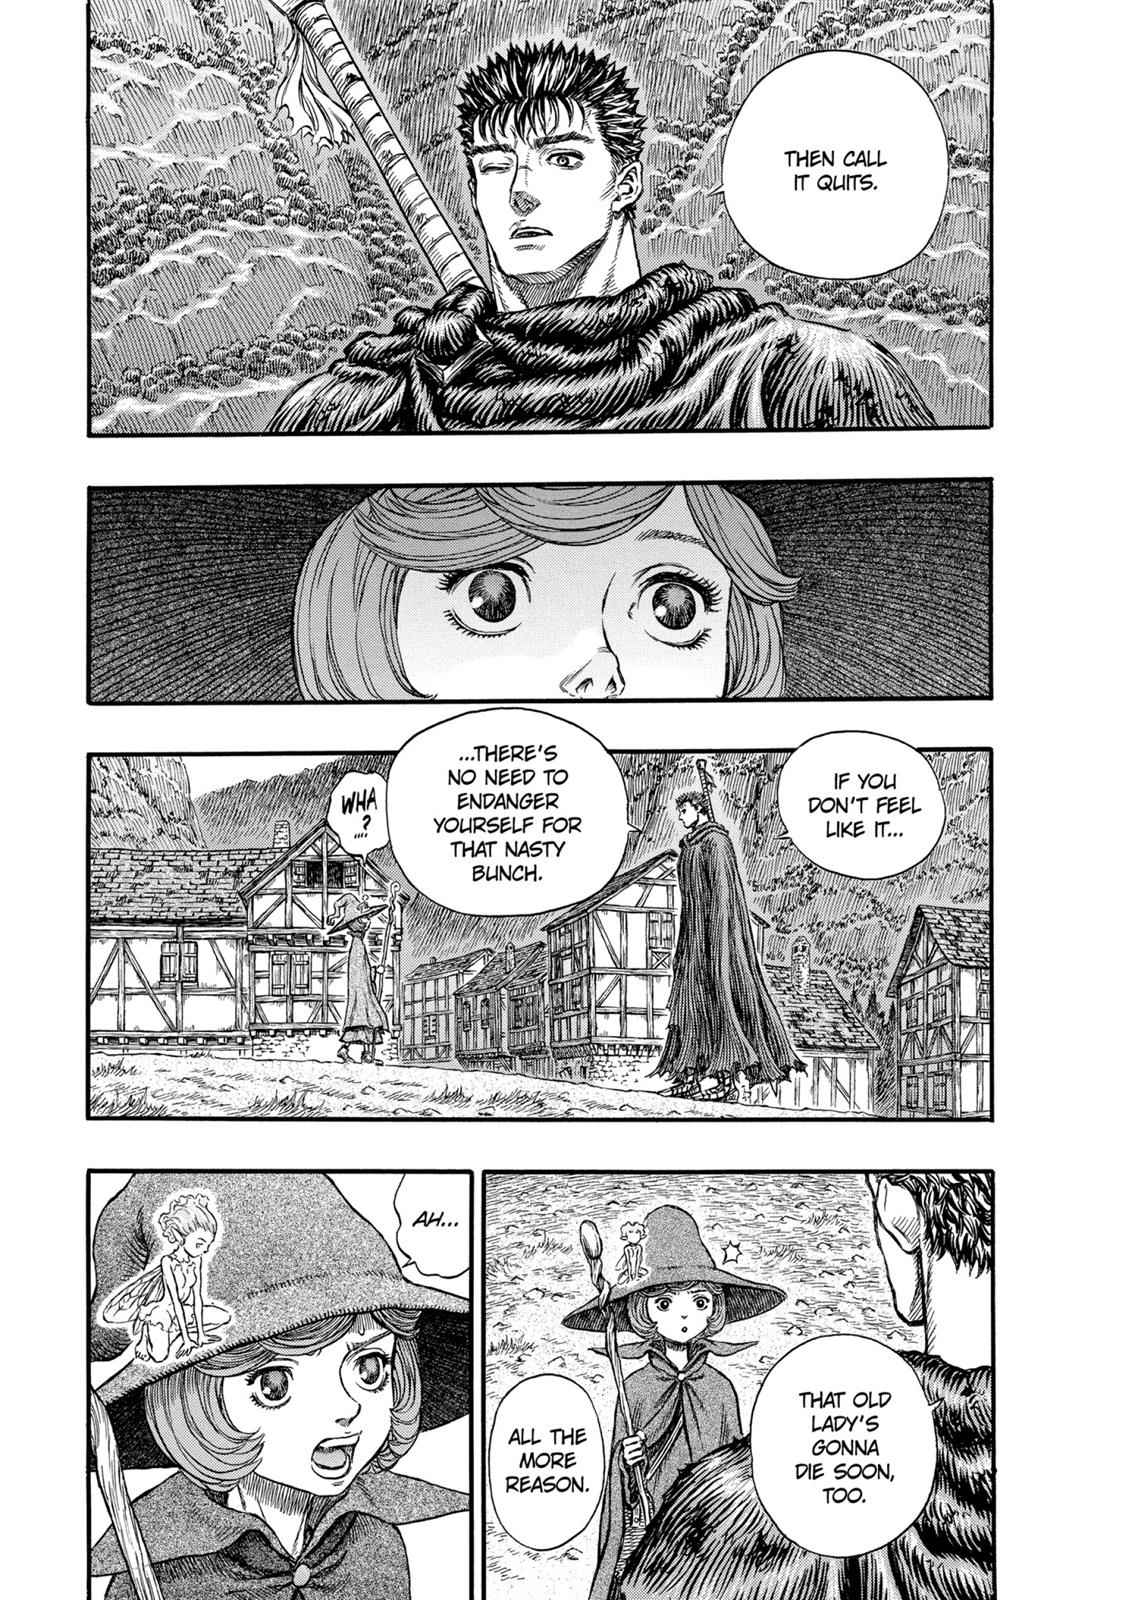 THEN CALL
IT QUITS.
IF YOU
DON'T FEEL
LIKE IT...
...THERE'S
NO NEED TO
ENDANGER
YOURSELF FOR
THAT NASTY
BUNCH.
WHA
...?
THAT OLD
LADY'S
GONNA
DIE SOON,
TOO.
ALL THE
MORE
REASON.
AH...